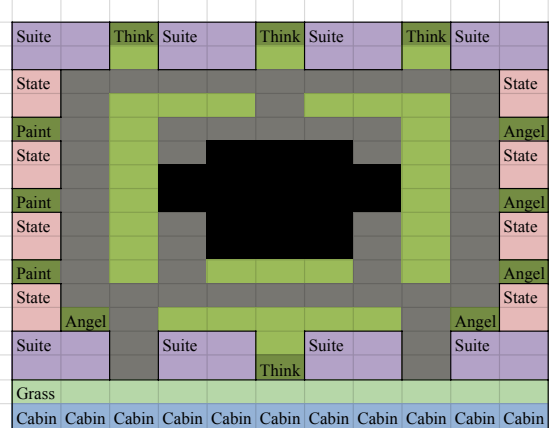 Suite Think Suite Think Suite Think Suite
State State
Paint Angel
State State
Paint Angel
State State
Paint Angel
State State
Angel Angel
Suite Suite Suite Suite
Think
Grass
Cabin Cabin Cabin Cabin Cabin Cabin Cabin Cabin Cabin Cabin Cabin